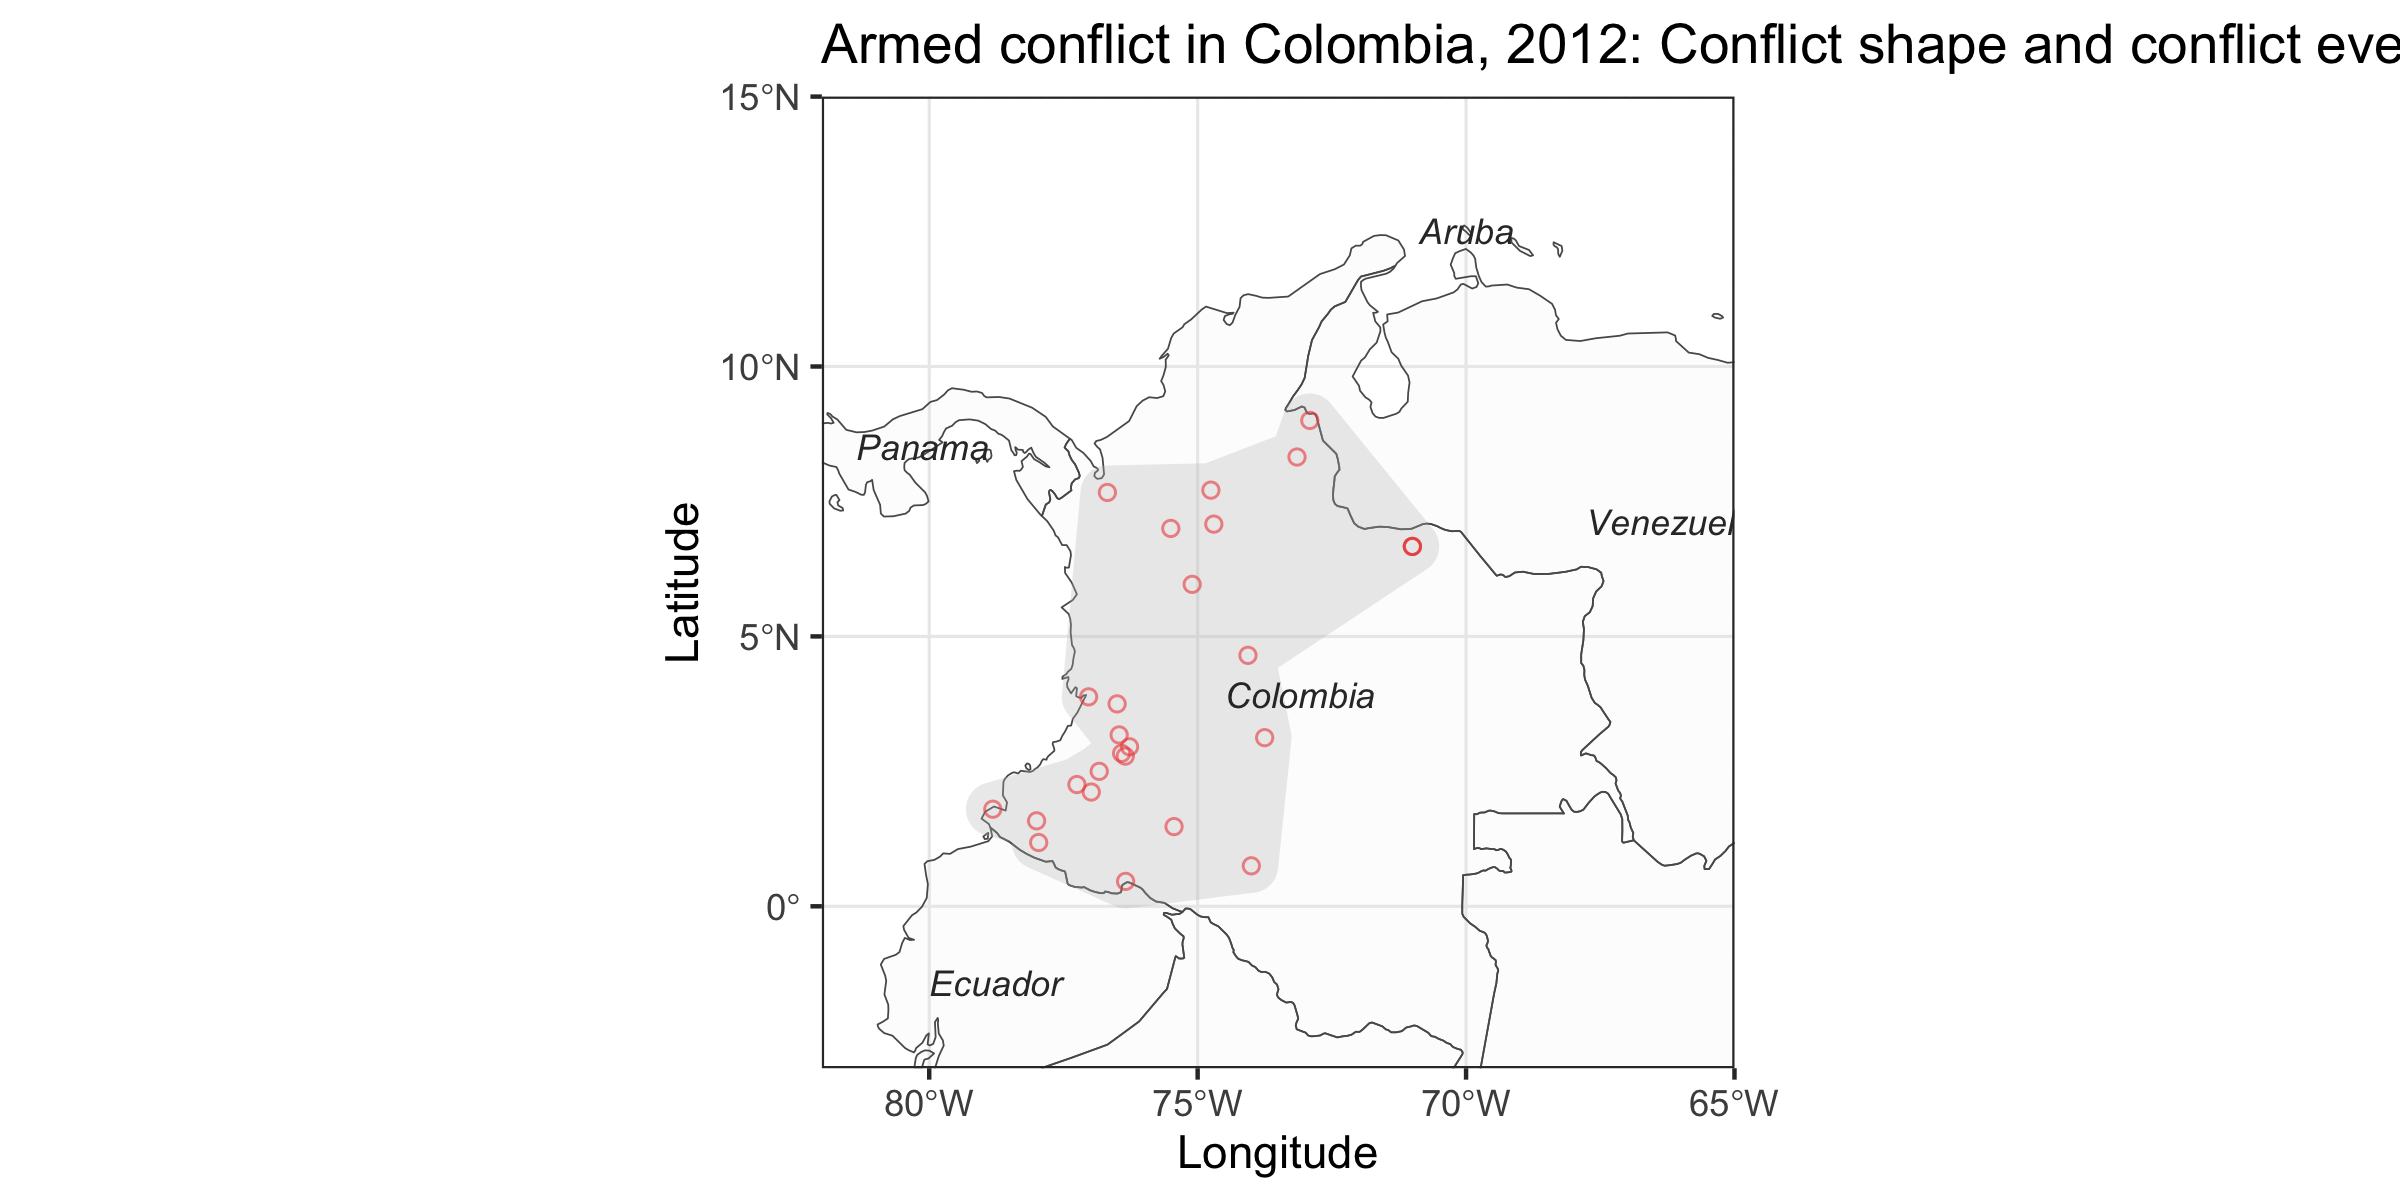 Armed conflict in Colombia, 2012: Conflict shape and conflict eve
15°N
10°N
5°N
0°
Latitude
Aruba
Panama
Venezuel
Colombia
Ecuador
80°W 75°W 70°W 65°W
Longitude